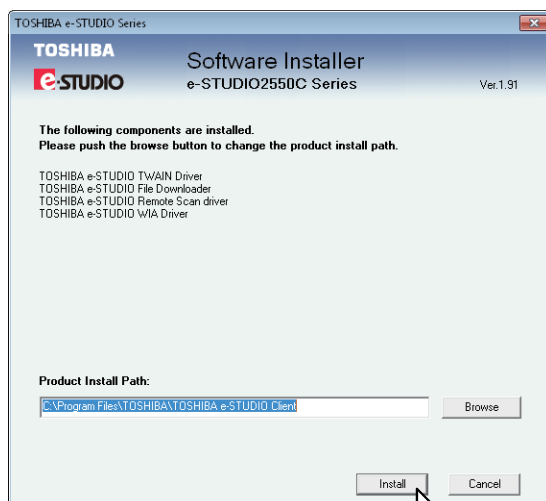 TOSHIBA e-STUDIO Series
TOSHIBA
e-STUDIO
Software Installer
e-STUDIO2550C Series
Ver.1.91
The following components are installed.
Please push the browse button to change the product install path.
TOSHIBA e-STUDIO TWAIN Driver
TOSHIBA e-STUDIO File Downloader
TOSHIBA e-STUDIO Remote Scan driver
TOSHIBA e-STUDIO WIA Driver
Product Install Path:
C:\Program Files\TOSHIBA\TOSHIBA e-STUDIO Client
Browse
Install
Cancel